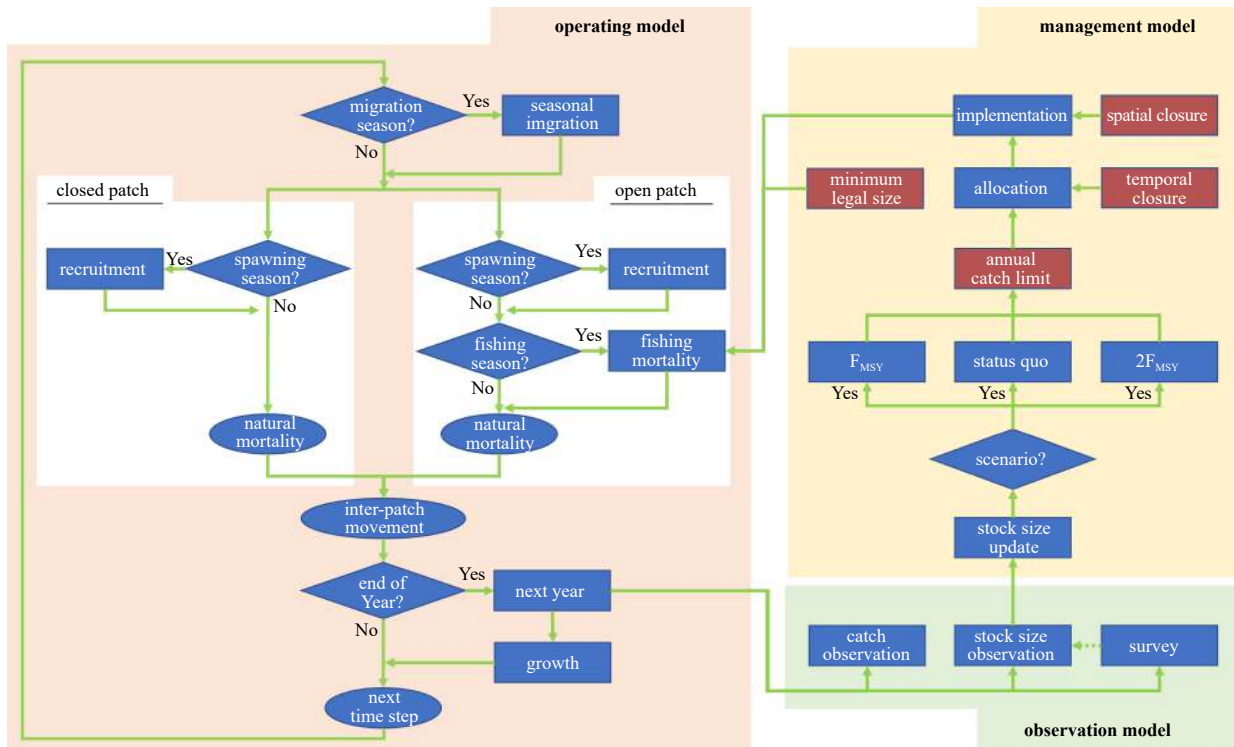 operating model
migration
season?
Yes
seasonal
imgration
No
closed patch
open patch
recruitment
Yes
spawning
season?
No
spawning
season?
Yes
recruitment
No
fishing
season?
Yes
fishing
mortality
No
natural
mortality
natural
mortality
inter-patch
movement
end of
Year?
Yes
next year
No
growth
next
time step
management model
implementation
spatial closure
minimum
legal size
allocation
temporal
closure
annual
catch limit
F_MSY
status quo
2F_MSY
Yes
Yes
Yes
scenario?
stock size
update
catch
observation
stock size
observation
survey
observation model